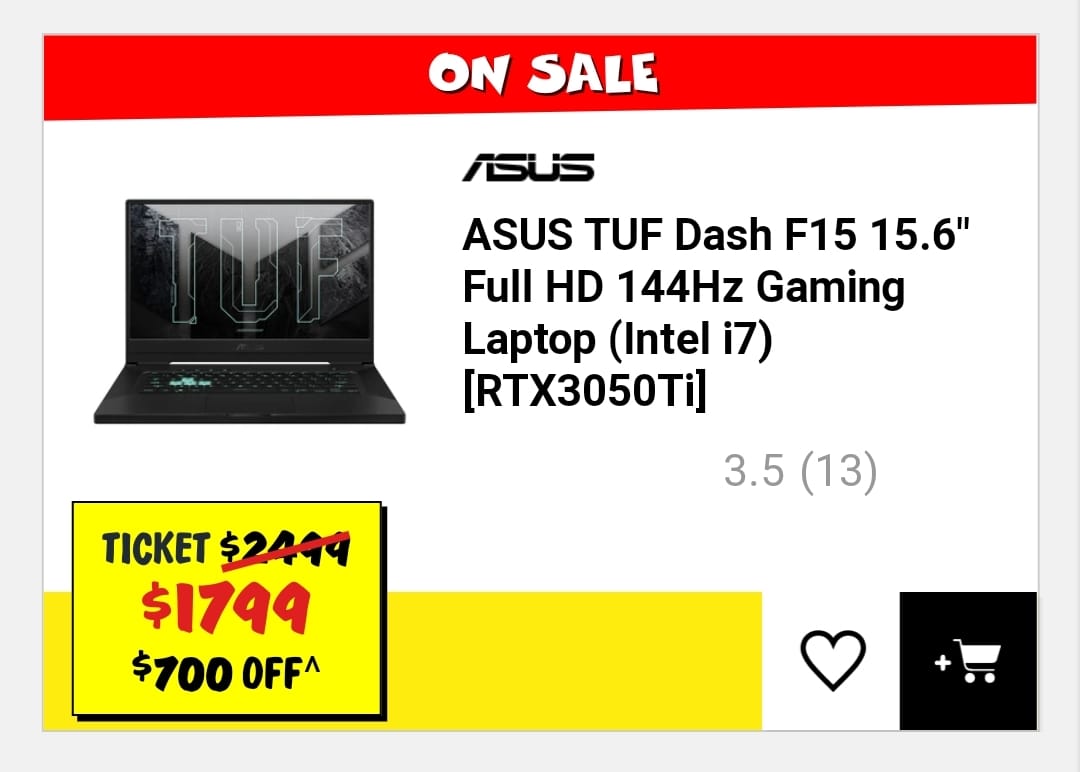 ON SALE
ASUS
ASUS TUF Dash F15 15.6"
Full HD 144Hz Gaming
Laptop (Intel i7)
[RTX3050Ti]
TUF
3.5 (13)
TICKET $2499
$1799
$700 OFF^
+